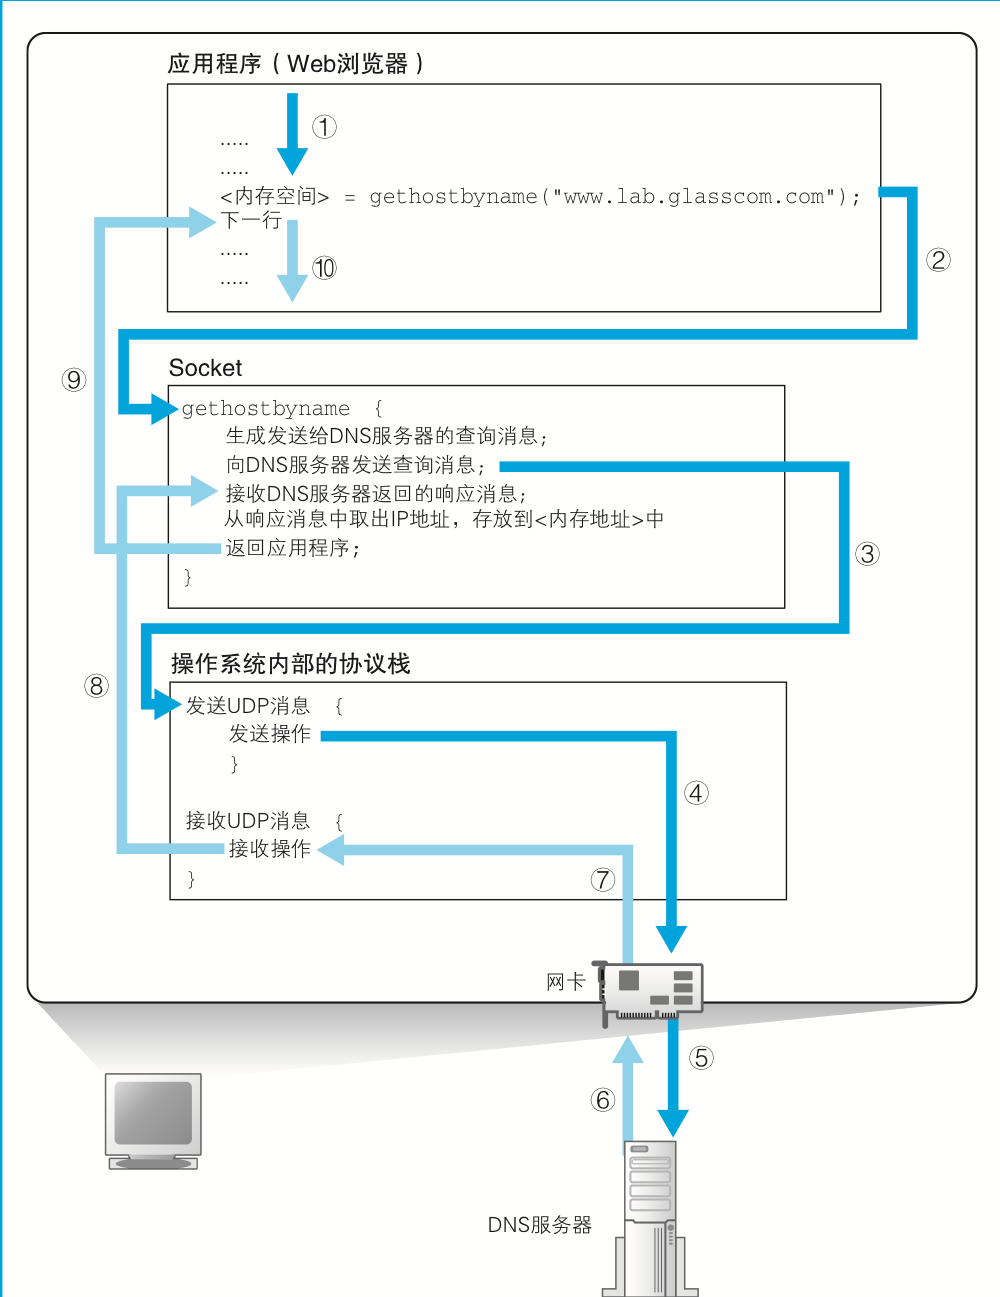 应用程序（Web浏览器）
①
.....
.....
<内存空间> = gethostbyname("www.lab.glasscom.com");
下一行
②
.....
⑩
.....
Socket
⑨
gethostbyname {
生成发送给DNS服务器的查询消息;
向DNS服务器发送查询消息;
接收DNS服务器返回的响应消息;
从响应消息中取出IP地址，存放到<内存地址>中
返回应用程序;
③
}
操作系统内部的协议栈
⑧
发送UDP消息 {
发送操作
}
④
接收UDP消息 {
接收操作
}
⑦
网卡
⑤
⑥
DNS服务器